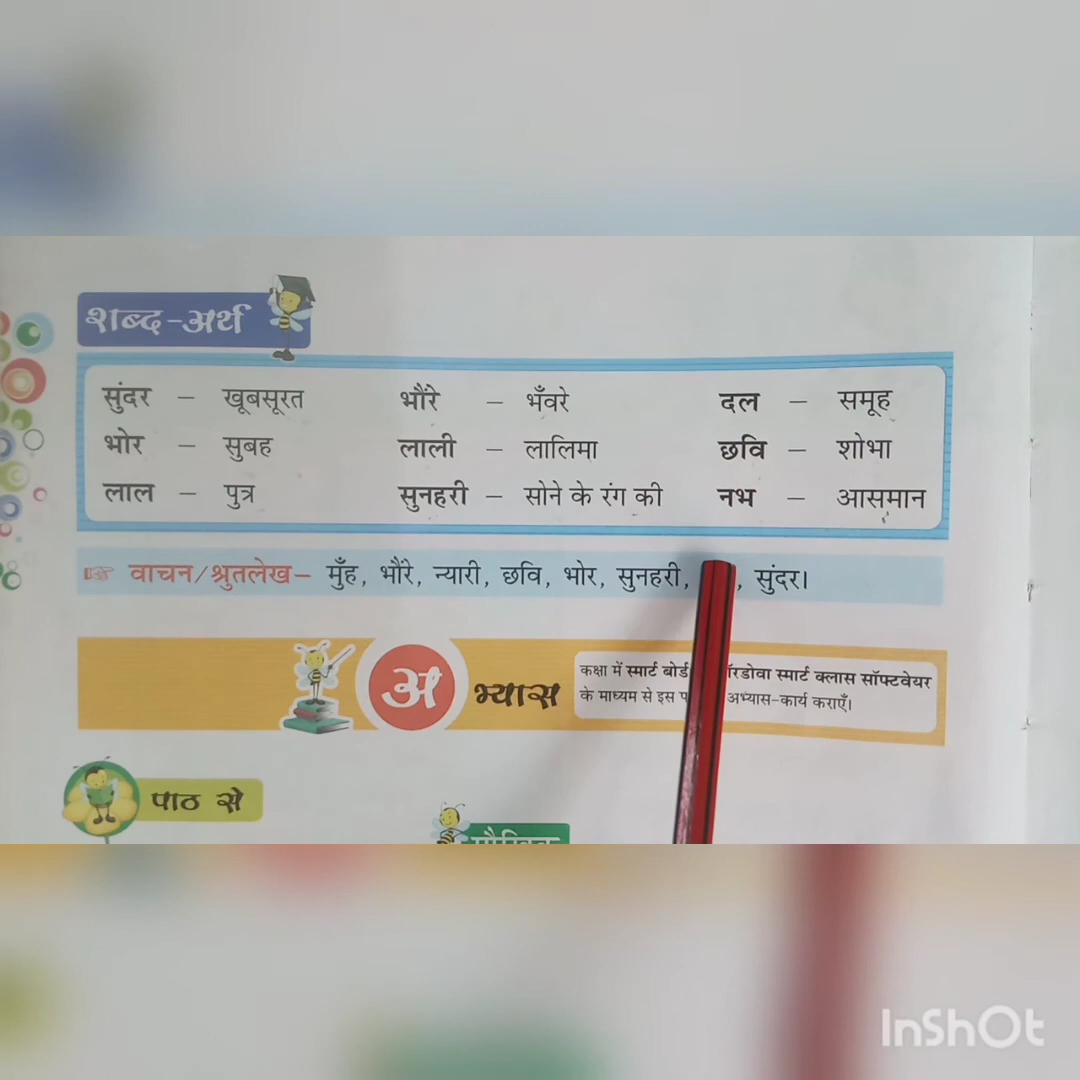 शब्द-अर्थ
सुंदर – खूबसूरत भौंरे – भँवरे दल – समूह
भोर – सुबह लाली – लालिमा छवि – शोभा
लाल – पुत्र सुनहरी – सोने के रंग की नभ – आसमान
वाचन/श्रुतलेख– मुँह, भौंरे, न्यारी, छवि, भोर, सुनहरी, , सुंदर।
अभ्यास
कक्षा में स्मार्ट बोर्ड स्मार्ट क्लास सॉफ्टवेयर
के माध्यम से इस अभ्यास-कार्य कराएँ।
पाठ से
InShOt